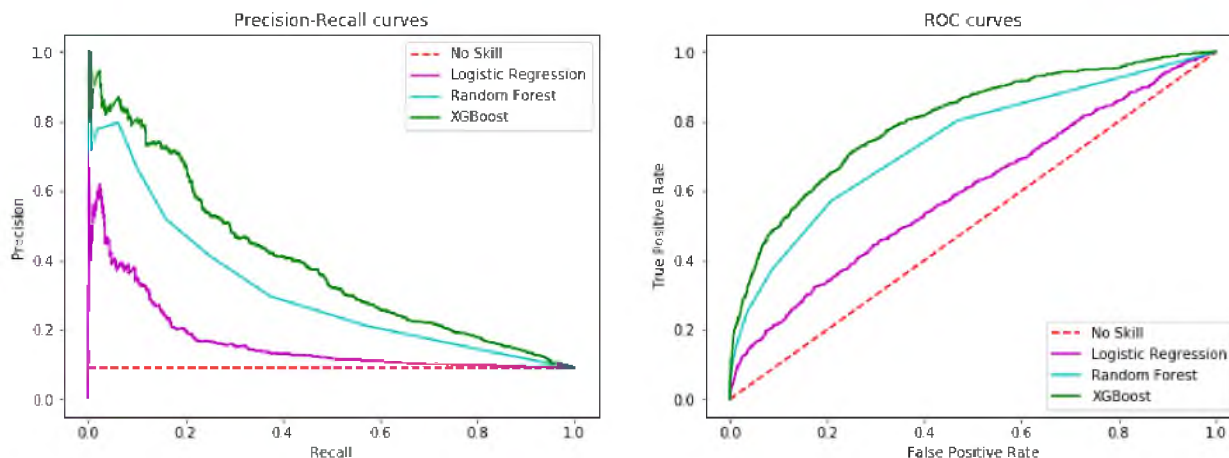 Precision-Recall curves
1.0
0.8
0.6
0.4
0.2
0.0
Precision
0.0 0.2 0.4 0.6 0.8 1.0
Recall
No Skill
Logistic Regression
Random Forest
XGBoost
ROC curves
1.0
0.8
0.6
0.4
0.2
0.0
True Positive Rate
0.0 0.2 0.4 0.6 0.8 1.0
False Positive Rate
No Skill
Logistic Regression
Random Forest
XGBoost